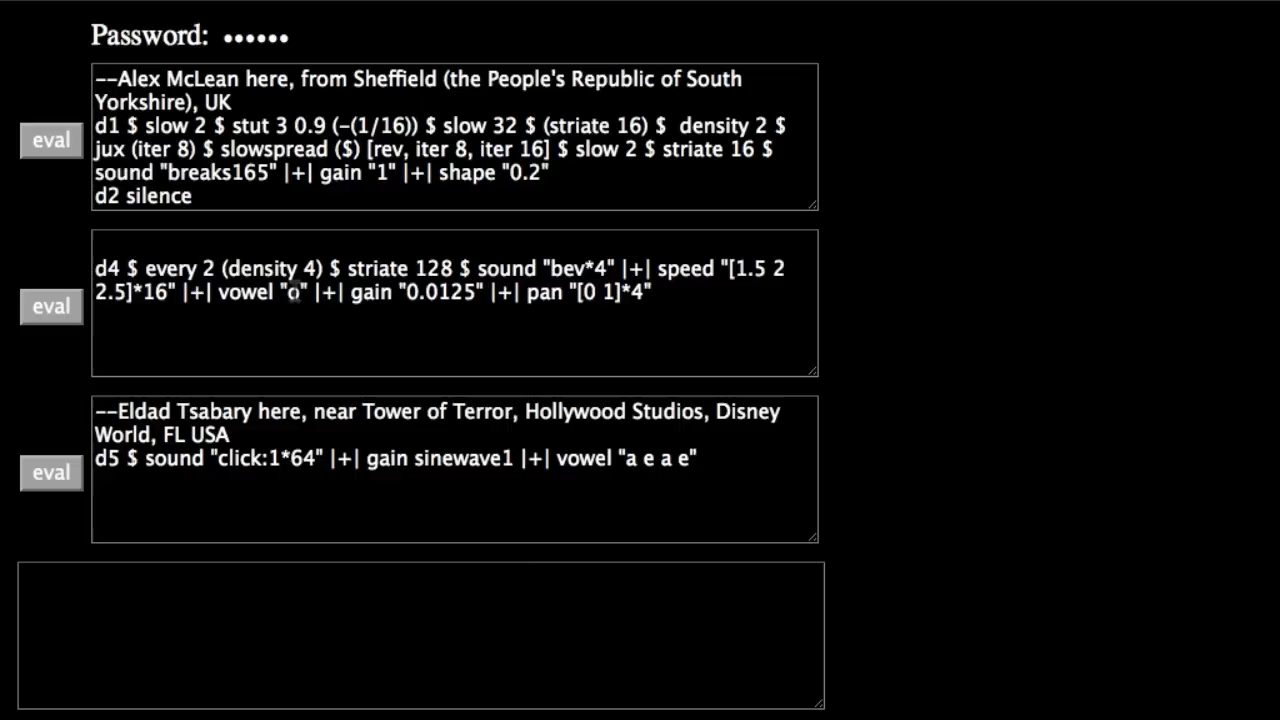 Password: ••••••
--Alex McLean here, from Sheffield (the People's Republic of South
Yorkshire), UK
eval
d1 $ slow 2 $ stut 3 0.9 (-(1/16)) $ slow 32 $ (striate 16) $  density 2 $
jux (iter 8) $ slowspread ($) [rev, iter 8, iter 16] $ slow 2 $ striate 16 $
sound "breaks165" |+| gain "1" |+| shape "0.2"
d2 silence
d4 $ every 2 (density 4) $ striate 128 $ sound "bev*4" |+| speed "[1.5 2
2.5]*16" |+| vowel "o" |+| gain "0.0125" |+| pan "[0 1]*4"
eval
--Eldad Tsabary here, near Tower of Terror, Hollywood Studios, Disney
World, FL USA
d5 $ sound "click:1*64" |+| gain sinewave1 |+| vowel "a e a e"
eval